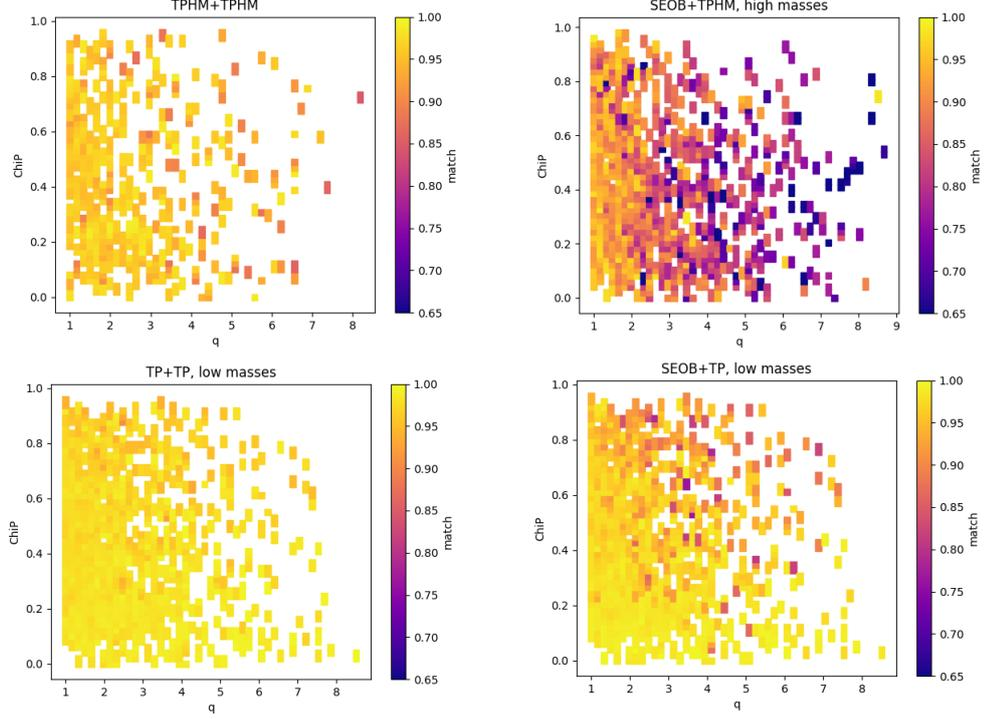 TPHM+TPHM
1.0
0.8
0.6
0.4
0.2
0.0
ChiP
1 2 3 4 5 6 7 8
q
1.00
0.95
0.90
0.85
0.80
0.75
0.70
0.65
match
SEOB+TPHM, high masses
1.0
0.8
0.6
0.4
0.2
0.0
ChiP
1 2 3 4 5 6 7 8 9
q
1.00
0.95
0.90
0.85
0.80
0.75
0.70
0.65
match
TP+TP, low masses
1.0
0.8
0.6
0.4
0.2
0.0
ChiP
1 2 3 4 5 6 7 8
q
1.00
0.95
0.90
0.85
0.80
0.75
0.70
0.65
match
SEOB+TP, low masses
1.0
0.8
0.6
0.4
0.2
0.0
ChiP
1 2 3 4 5 6 7 8
q
1.00
0.95
0.90
0.85
0.80
0.75
0.70
0.65
match